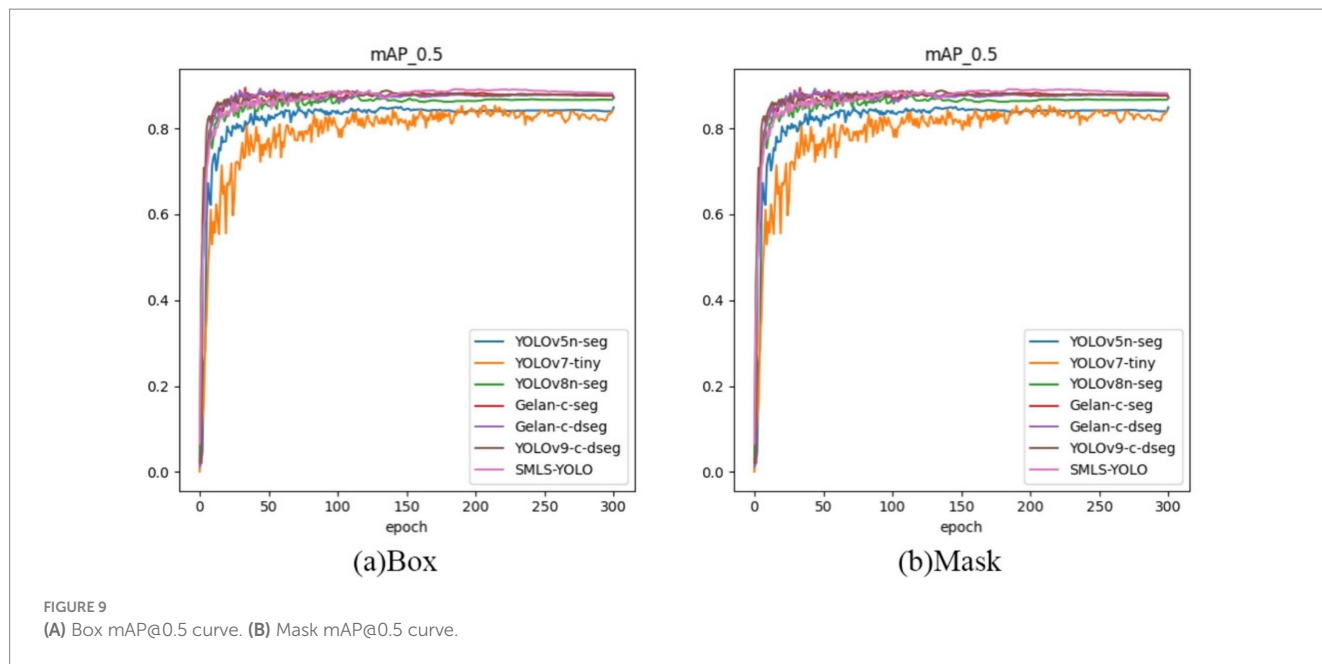 mAP_0.5
0.8
0.6
0.4
0.2
0.0
YOLOv5n-seg
YOLOv7-tiny
YOLOv8n-seg
Gelan-c-seg
Gelan-c-dseg
YOLOv9-c-dseg
SMLS-YOLO
0 50 100 150 200 250 300
epoch
(a)Box
mAP_0.5
0.8
0.6
0.4
0.2
0.0
YOLOv5n-seg
YOLOv7-tiny
YOLOv8n-seg
Gelan-c-seg
Gelan-c-dseg
YOLOv9-c-dseg
SMLS-YOLO
0 50 100 150 200 250 300
epoch
(b)Mask
FIGURE 9
(A) Box mAP@0.5 curve. (B) Mask mAP@0.5 curve.